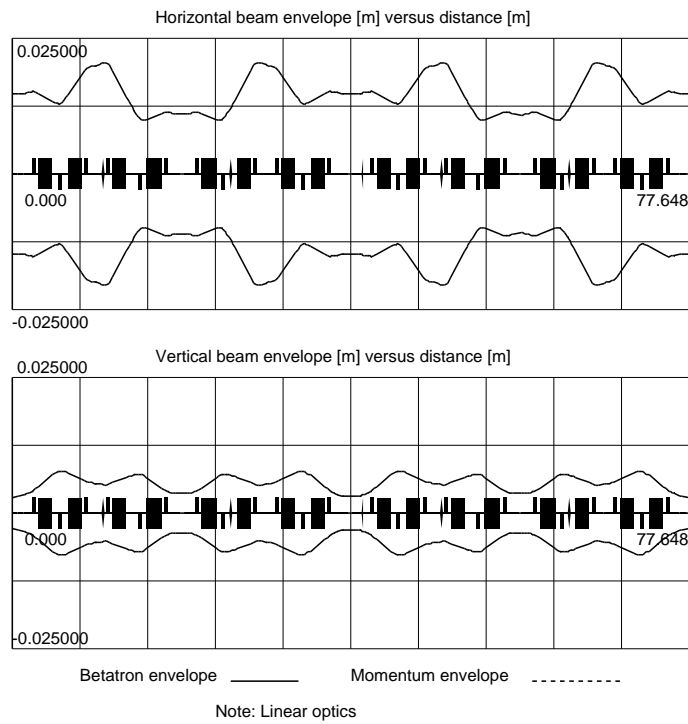 Horizontal beam envelope [m] versus distance [m]
0.025000
0.000
77.648
-0.025000
Vertical beam envelope [m] versus distance [m]
0.025000
0.000
77.648
-0.025000
Betatron envelope
Momentum envelope
Note: Linear optics